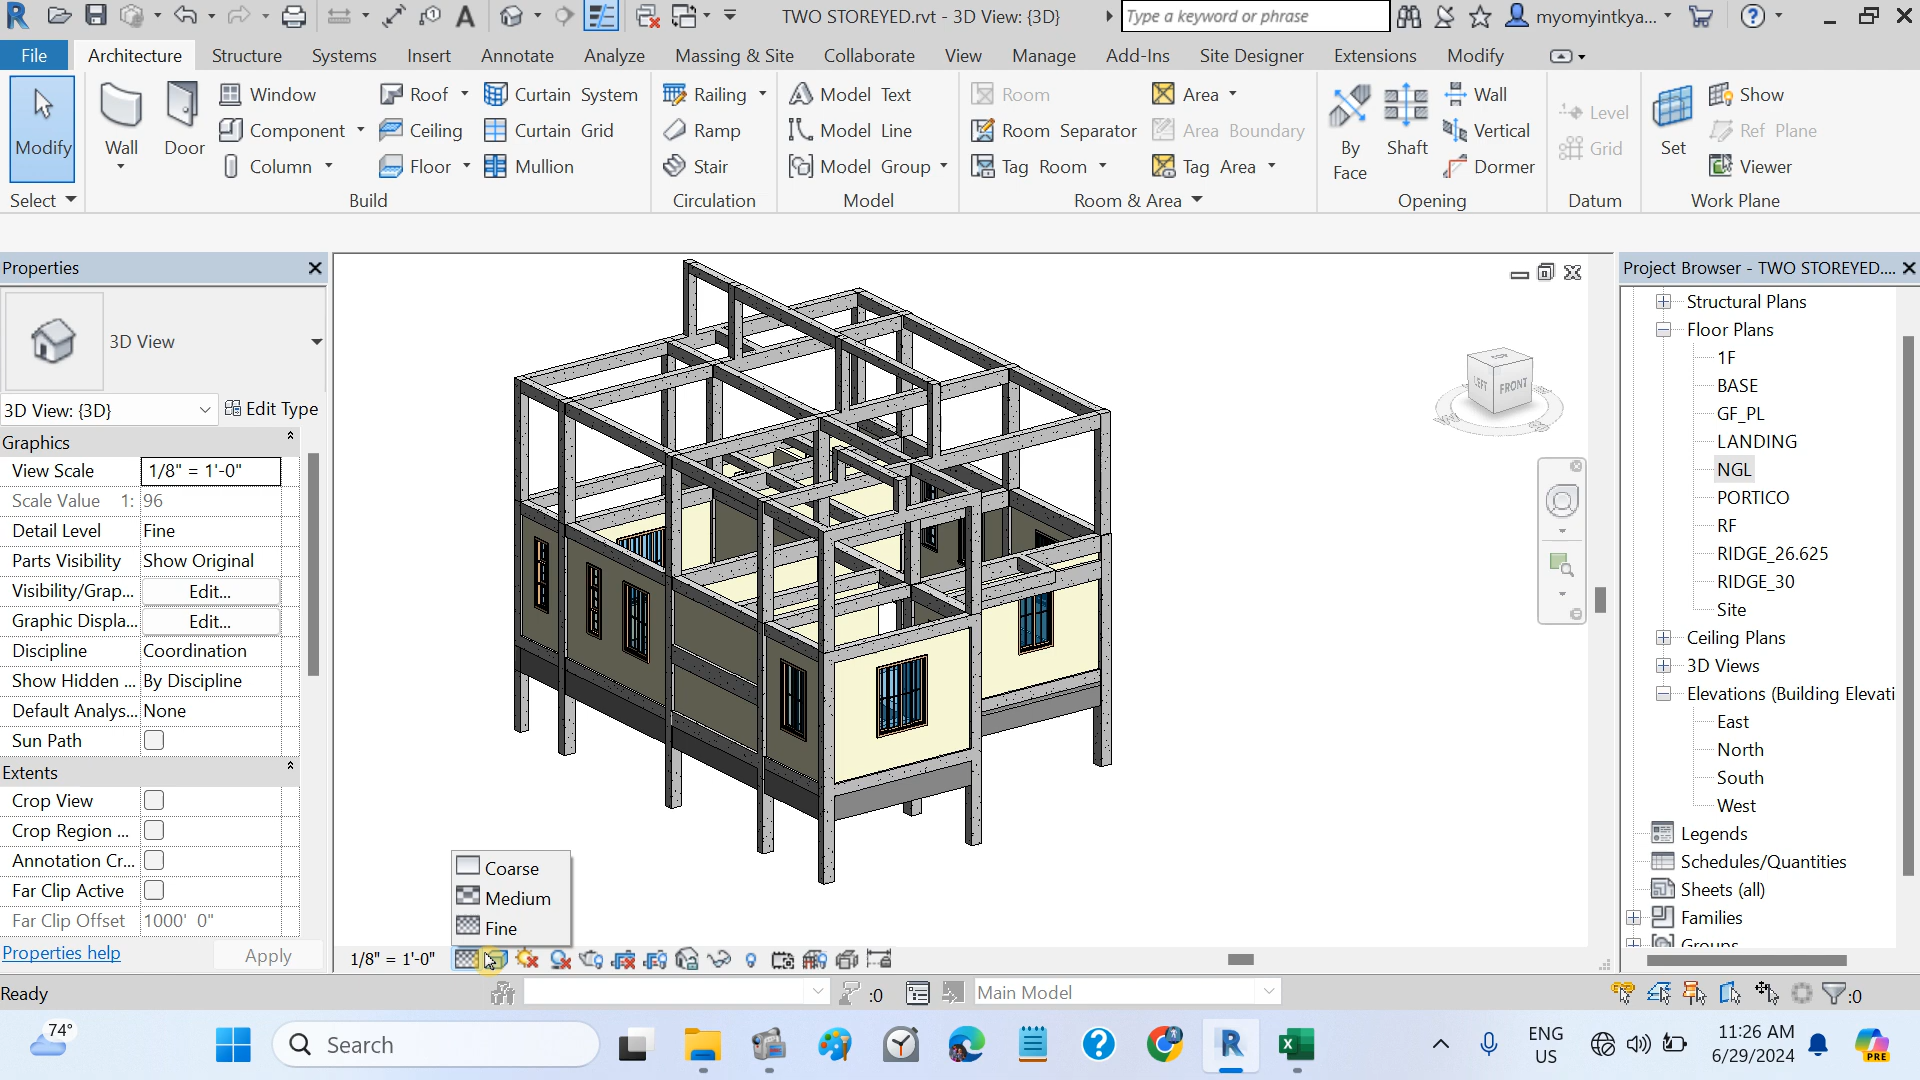 TWO STOREYED.rvt - 3D View: {3D}
Type a keyword or phrase
myomyintkya...
File
Architecture
Structure
Systems
Insert
Annotate
Analyze
Massing & Site
Collaborate
View
Manage
Add-Ins
Site Designer
Extensions
Modify
Modify
Wall
Door
Window
Component
Column
Roof
Ceiling
Floor
Curtain System
Curtain Grid
Mullion
Railing
Ramp
Stair
Model Text
Model Line
Model Group
Room
Room Separator
Tag Room
Area
Area Boundary
Tag Area
By
Face
Shaft
Wall
Vertical
Dormer
Level
Grid
Set
Show
Ref Plane
Viewer
Select
Build
Circulation
Model
Room & Area
Opening
Datum
Work Plane
Properties
3D View
3D View: {3D}
Edit Type
Graphics
View Scale
1/8" = 1'-0"
Scale Value 1:
96
Detail Level
Fine
Parts Visibility
Show Original
Visibility/Grap...
Edit...
Graphic Displa...
Edit...
Discipline
Coordination
Show Hidden ...
By Discipline
Default Analys...
None
Sun Path
Extents
Crop View
Crop Region ...
Annotation Cr...
Far Clip Active
Far Clip Offset
1000' 0"
Properties help
Apply
TOP
LEFT
FRONT
Coarse
Medium
Fine
1/8" = 1'-0"
Project Browser - TWO STOREYED....
Structural Plans
Floor Plans
1F
BASE
GF_PL
LANDING
NGL
PORTICO
RF
RIDGE_26.625
RIDGE_30
Site
Ceiling Plans
3D Views
Elevations (Building Elevati
East
North
South
West
Legends
Schedules/Quantities
Sheets (all)
Families
Groups
Ready
:0
Main Model
:0
74°
Search
ENG
US
11:26 AM
6/29/2024
PRE